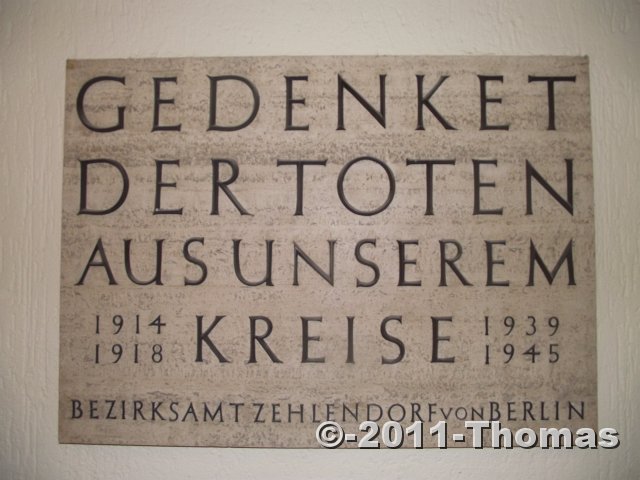 GEDENKET
DER TOTEN
AUS UNSEREM
1914 KREISE 1939
1918 1945
BEZIRKSAMT ZEHLENDORF VON BERLIN
©-2011-Thomas